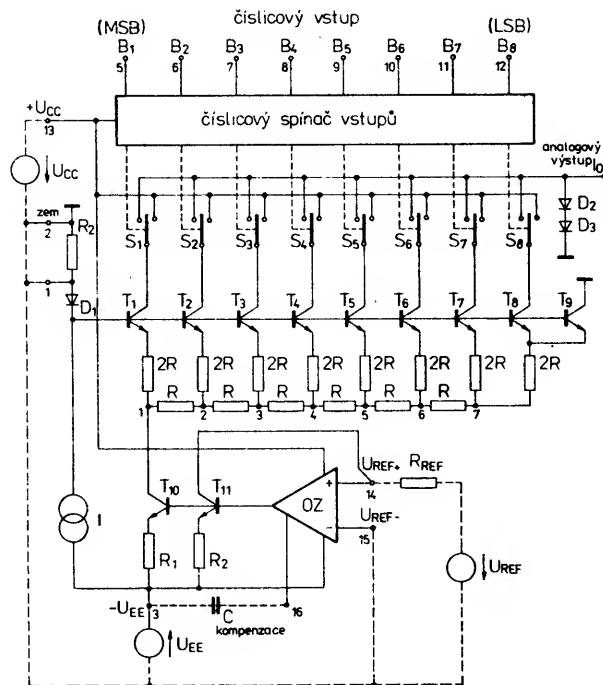 číslicový vstup
(MSB) (LSB)
B1 B2 B3 B4 B5 B6 B7 B8
5 6 7 8 9 10 11 12
+UCC
13
číslicový spínač vstupů
UCC
analogový
výstup IO
zem
2
R2
S1 S2 S3 S4 S5 S6 S7 S8
D2
D3
1
D1
T1 T2 T3 T4 T5 T6 T7 T8 T9
2R 2R 2R 2R 2R 2R 2R 2R
R R R R R R
1 2 3 4 5 6 7
T10 T11
OZ
+
UREF+
14
RREF
UREF-
15
-
I
R1 R2
UREF
-UEE
3
C
kompenzace
16
UEE